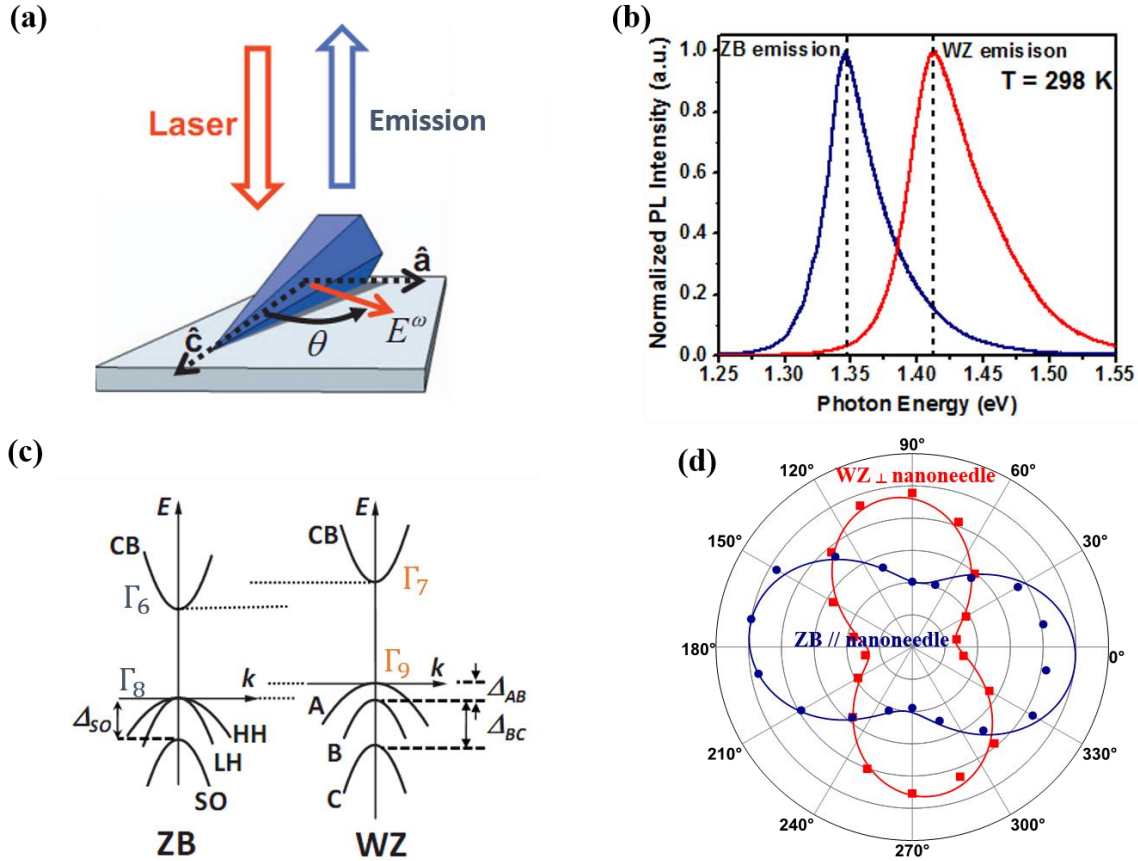 (a)
Laser
Emission
â
ĉ
θ
E^ω
(b)
ZB emission
WZ emisison
T = 298 K
Normalized PL Intensity (a.u.)
1.0
0.8
0.6
0.4
0.2
0.0
1.25 1.30 1.35 1.40 1.45 1.50 1.55
Photon Energy (eV)
(c)
E
E
CB
CB
Γ₆
Γ₇
Γ₈
Γ₉
k
k
Δ_SO
Δ_AB
Δ_BC
HH
LH
SO
A
B
C
ZB
WZ
(d)
90°
120°
60°
WZ ⊥ nanoneedle
150°
30°
180°
ZB // nanoneedle
0°
210°
330°
240°
300°
270°